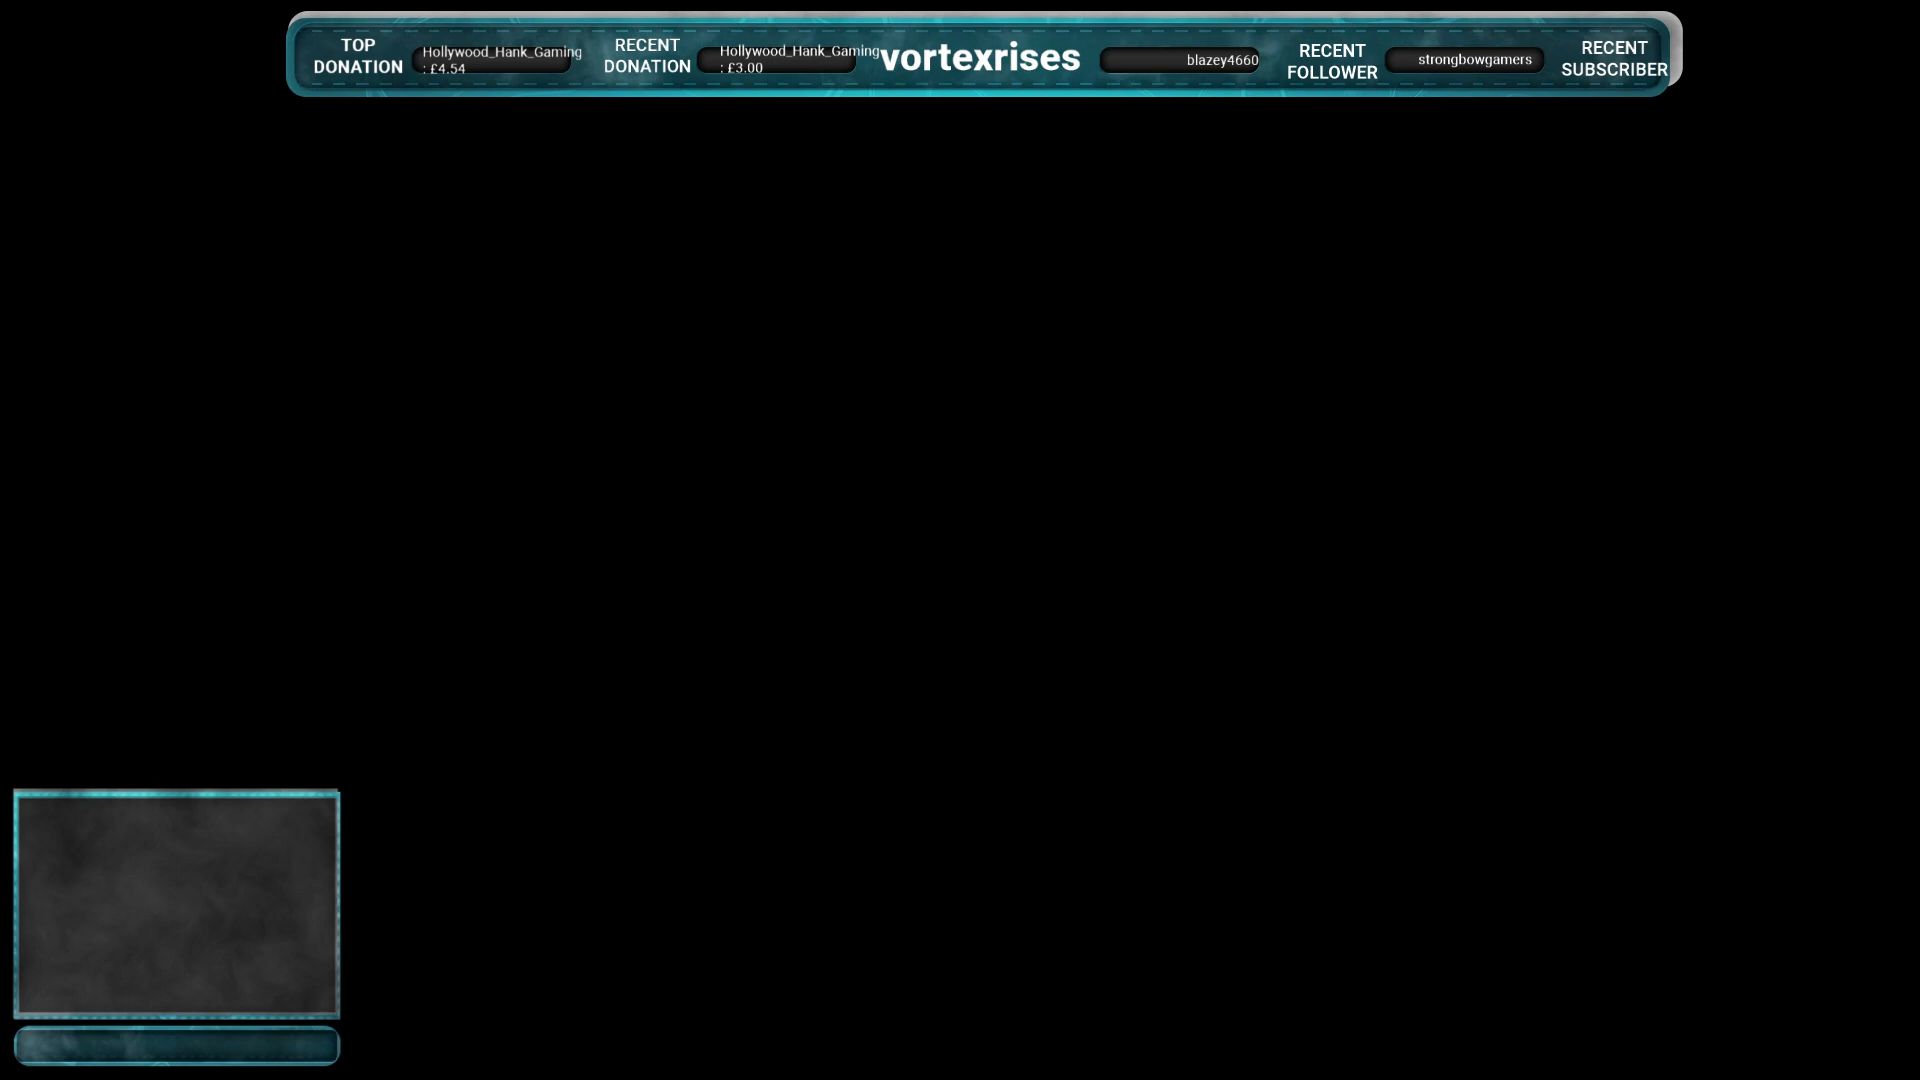 TOP
DONATION
Hollywood_Hank_Gaming
: £4.54
RECENT
DONATION
Hollywood_Hank_Gaming
: £3.00
vortexrises
blazey4660
RECENT
FOLLOWER
strongbowgamers
RECENT
SUBSCRIBER